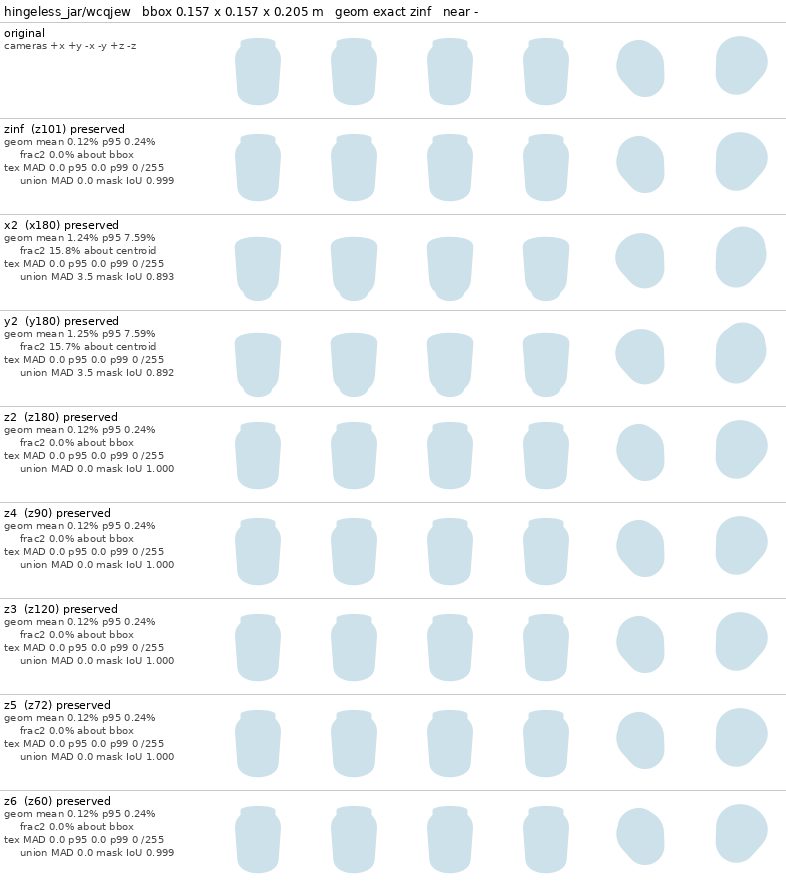 hingeless_jar/wcqjew   bbox 0.157 x 0.157 x 0.205 m   geom exact zinf   near -
original
cameras +x +y -x -y +z -z
zinf  (z101) preserved
geom mean 0.12% p95 0.24%
frac2 0.0% about bbox
tex MAD 0.0 p95 0.0 p99 0 /255
union MAD 0.0 mask IoU 0.999
x2  (x180) preserved
geom mean 1.24% p95 7.59%
frac2 15.8% about centroid
tex MAD 0.0 p95 0.0 p99 0 /255
union MAD 3.5 mask IoU 0.893
y2  (y180) preserved
geom mean 1.25% p95 7.59%
frac2 15.7% about centroid
tex MAD 0.0 p95 0.0 p99 0 /255
union MAD 3.5 mask IoU 0.892
z2  (z180) preserved
geom mean 0.12% p95 0.24%
frac2 0.0% about bbox
tex MAD 0.0 p95 0.0 p99 0 /255
union MAD 0.0 mask IoU 1.000
z4  (z90) preserved
geom mean 0.12% p95 0.24%
frac2 0.0% about bbox
tex MAD 0.0 p95 0.0 p99 0 /255
union MAD 0.0 mask IoU 1.000
z3  (z120) preserved
geom mean 0.12% p95 0.24%
frac2 0.0% about bbox
tex MAD 0.0 p95 0.0 p99 0 /255
union MAD 0.0 mask IoU 1.000
z5  (z72) preserved
geom mean 0.12% p95 0.24%
frac2 0.0% about bbox
tex MAD 0.0 p95 0.0 p99 0 /255
union MAD 0.0 mask IoU 1.000
z6  (z60) preserved
geom mean 0.12% p95 0.24%
frac2 0.0% about bbox
tex MAD 0.0 p95 0.0 p99 0 /255
union MAD 0.0 mask IoU 0.999